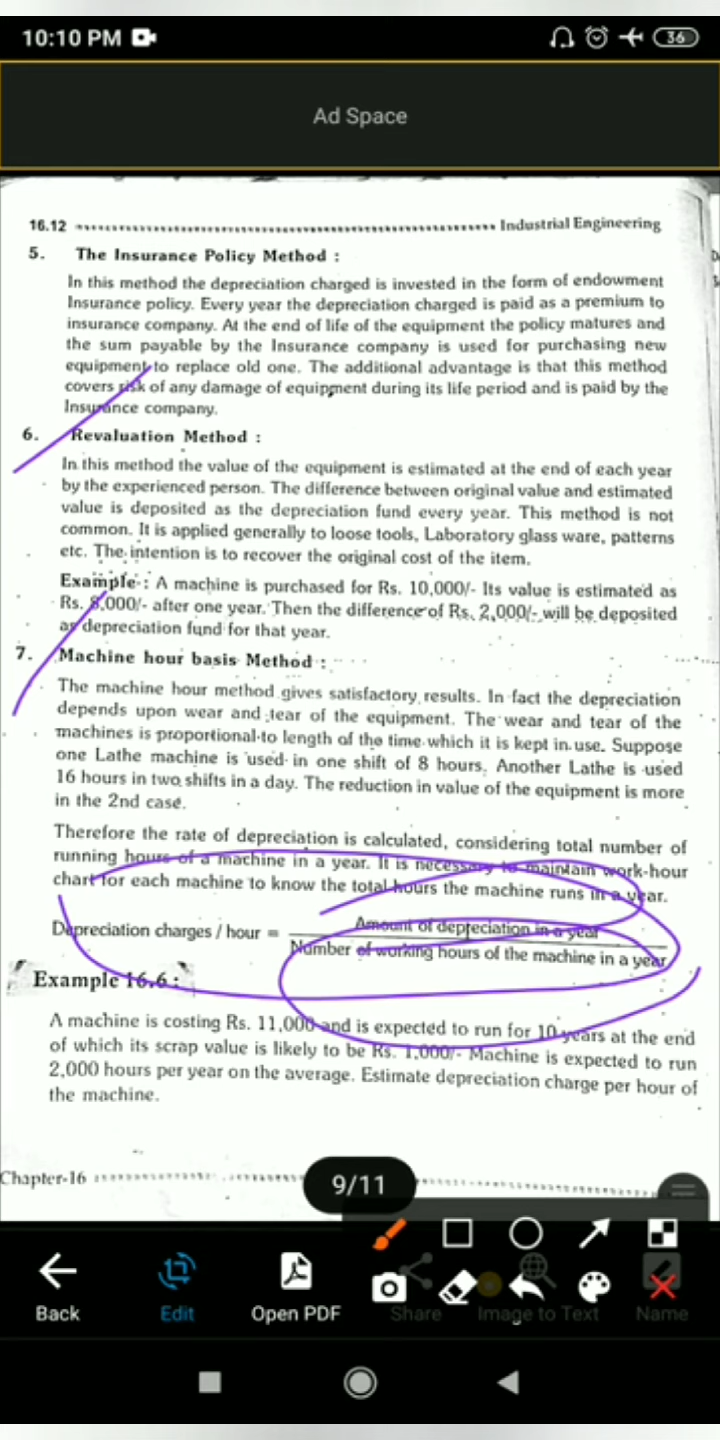 10:10 PM
36
Ad Space
16.12 Industrial Engineering
5. The Insurance Policy Method :
In this method the depreciation charged is invested in the form of endowment
Insurance policy. Every year the depreciation charged is paid as a premium to
insurance company. At the end of life of the equipment the policy matures and
the sum payable by the Insurance company is used for purchasing new
equipment to replace old one. The additional advantage is that this method
covers risk of any damage of equipment during its life period and is paid by the
Insurance company.
6. Revaluation Method :
In this method the value of the equipment is estimated at the end of each year
by the experienced person. The difference between original value and estimated
value is deposited as the depreciation fund every year. This method is not
common. It is applied generally to loose tools, Laboratory glass ware, patterns
etc. The intention is to recover the original cost of the item.
Example : A machine is purchased for Rs. 10,000/- Its value is estimated as
Rs. 8,000/- after one year. Then the difference of Rs. 2,000/- will be deposited
as depreciation fund for that year.
7. Machine hour basis Method :
The machine hour method gives satisfactory results. In fact the depreciation
depends upon wear and tear of the equipment. The wear and tear of the
machines is proportional to length of the time which it is kept in use. Suppose
one Lathe machine is used in one shift of 8 hours. Another Lathe is used
16 hours in two shifts in a day. The reduction in value of the equipment is more
in the 2nd case.
Therefore the rate of depreciation is calculated, considering total number of
running hours of a machine in a year. It is necessary to maintain work-hour
chart for each machine to know the total hours the machine runs in a year.
Depreciation charges / hour = Amount of depreciation in a year
Number of working hours of the machine in a year
Example 16.6 :
A machine is costing Rs. 11,000 and is expected to run for 10 years at the end
of which its scrap value is likely to be Rs. 1,000/- Machine is expected to run
2,000 hours per year on the average. Estimate depreciation charge per hour of
the machine.
Chapter-16
9/11
Back Edit Open PDF Share Image to Text Name